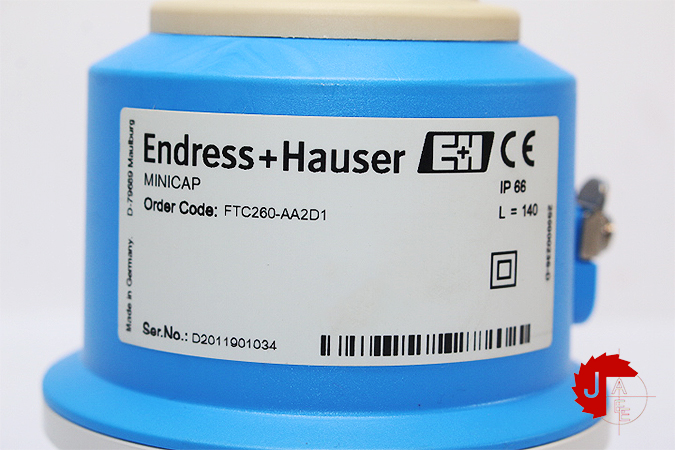 Endress+Hauser E+H CE
MINICAP
IP 66
Order Code: FTC260-AA2D1
L = 140
Ser.No.: D2011901034
Made in Germany. D-79689 Maulburg
JAEE